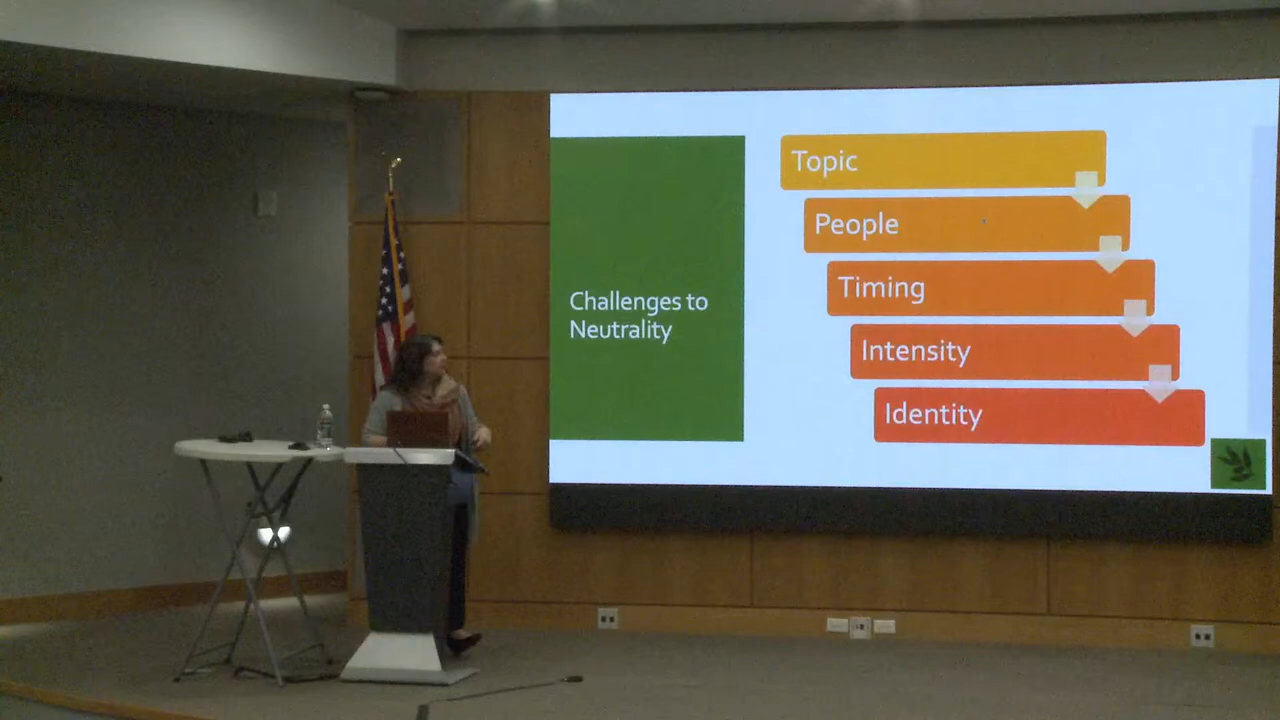 Challenges to
Neutrality
Topic
People
Timing
Intensity
Identity